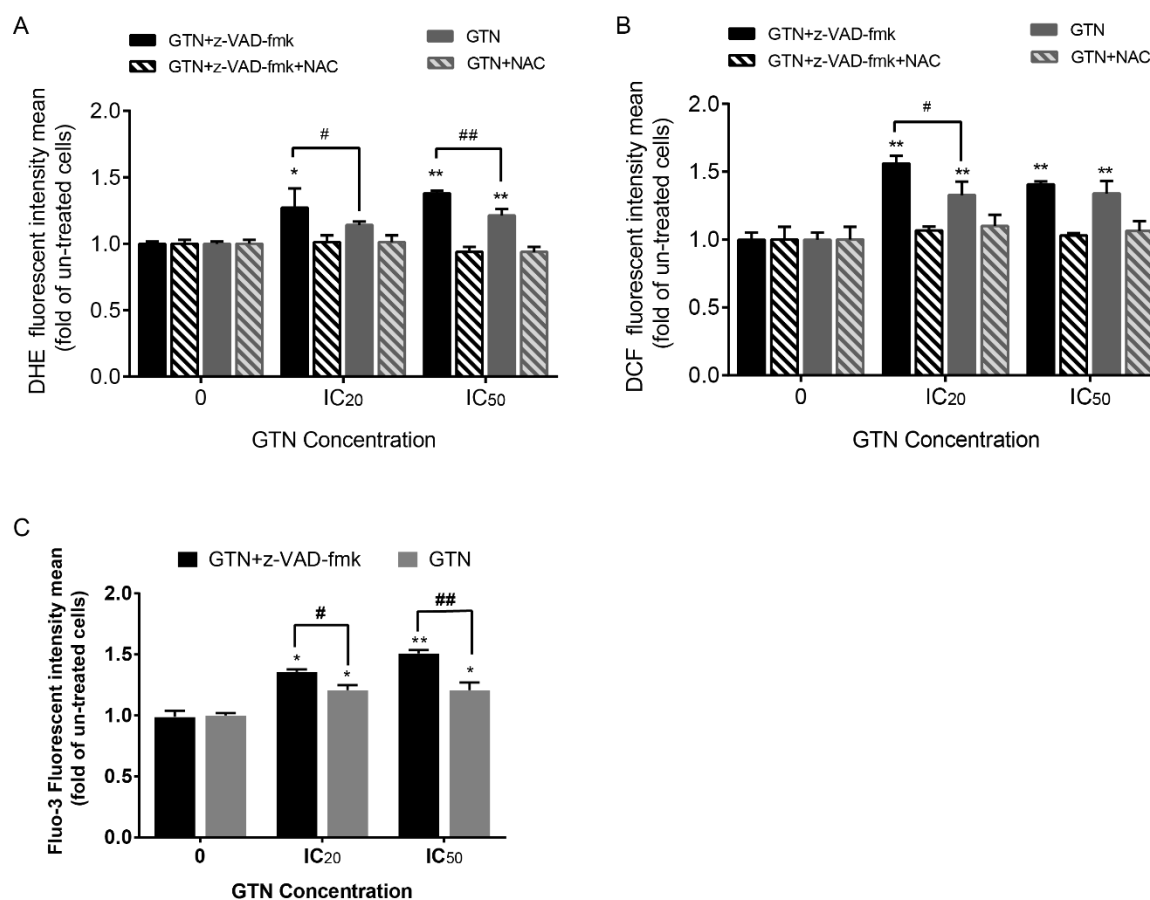 A
GTN+z-VAD-fmk
GTN
GTN+z-VAD-fmk+NAC
GTN+NAC
DHE fluorescent intensity mean
(fold of un-treated cells)
2.0
1.5
1.0
0.5
0.0
#
##
*
**
**
0
IC20
IC50
GTN Concentration
B
GTN+z-VAD-fmk
GTN
GTN+z-VAD-fmk+NAC
GTN+NAC
DCF fluorescent intensity mean
(fold of un-treated cells)
2.0
1.5
1.0
0.5
0.0
#
**
**
**
**
0
IC20
IC50
GTN Concentration
C
GTN+z-VAD-fmk
GTN
Fluo-3 Fluorescent intensity mean
(fold of un-treated cells)
2.0
1.5
1.0
0.5
0.0
#
##
*
*
**
*
0
IC20
IC50
GTN Concentration